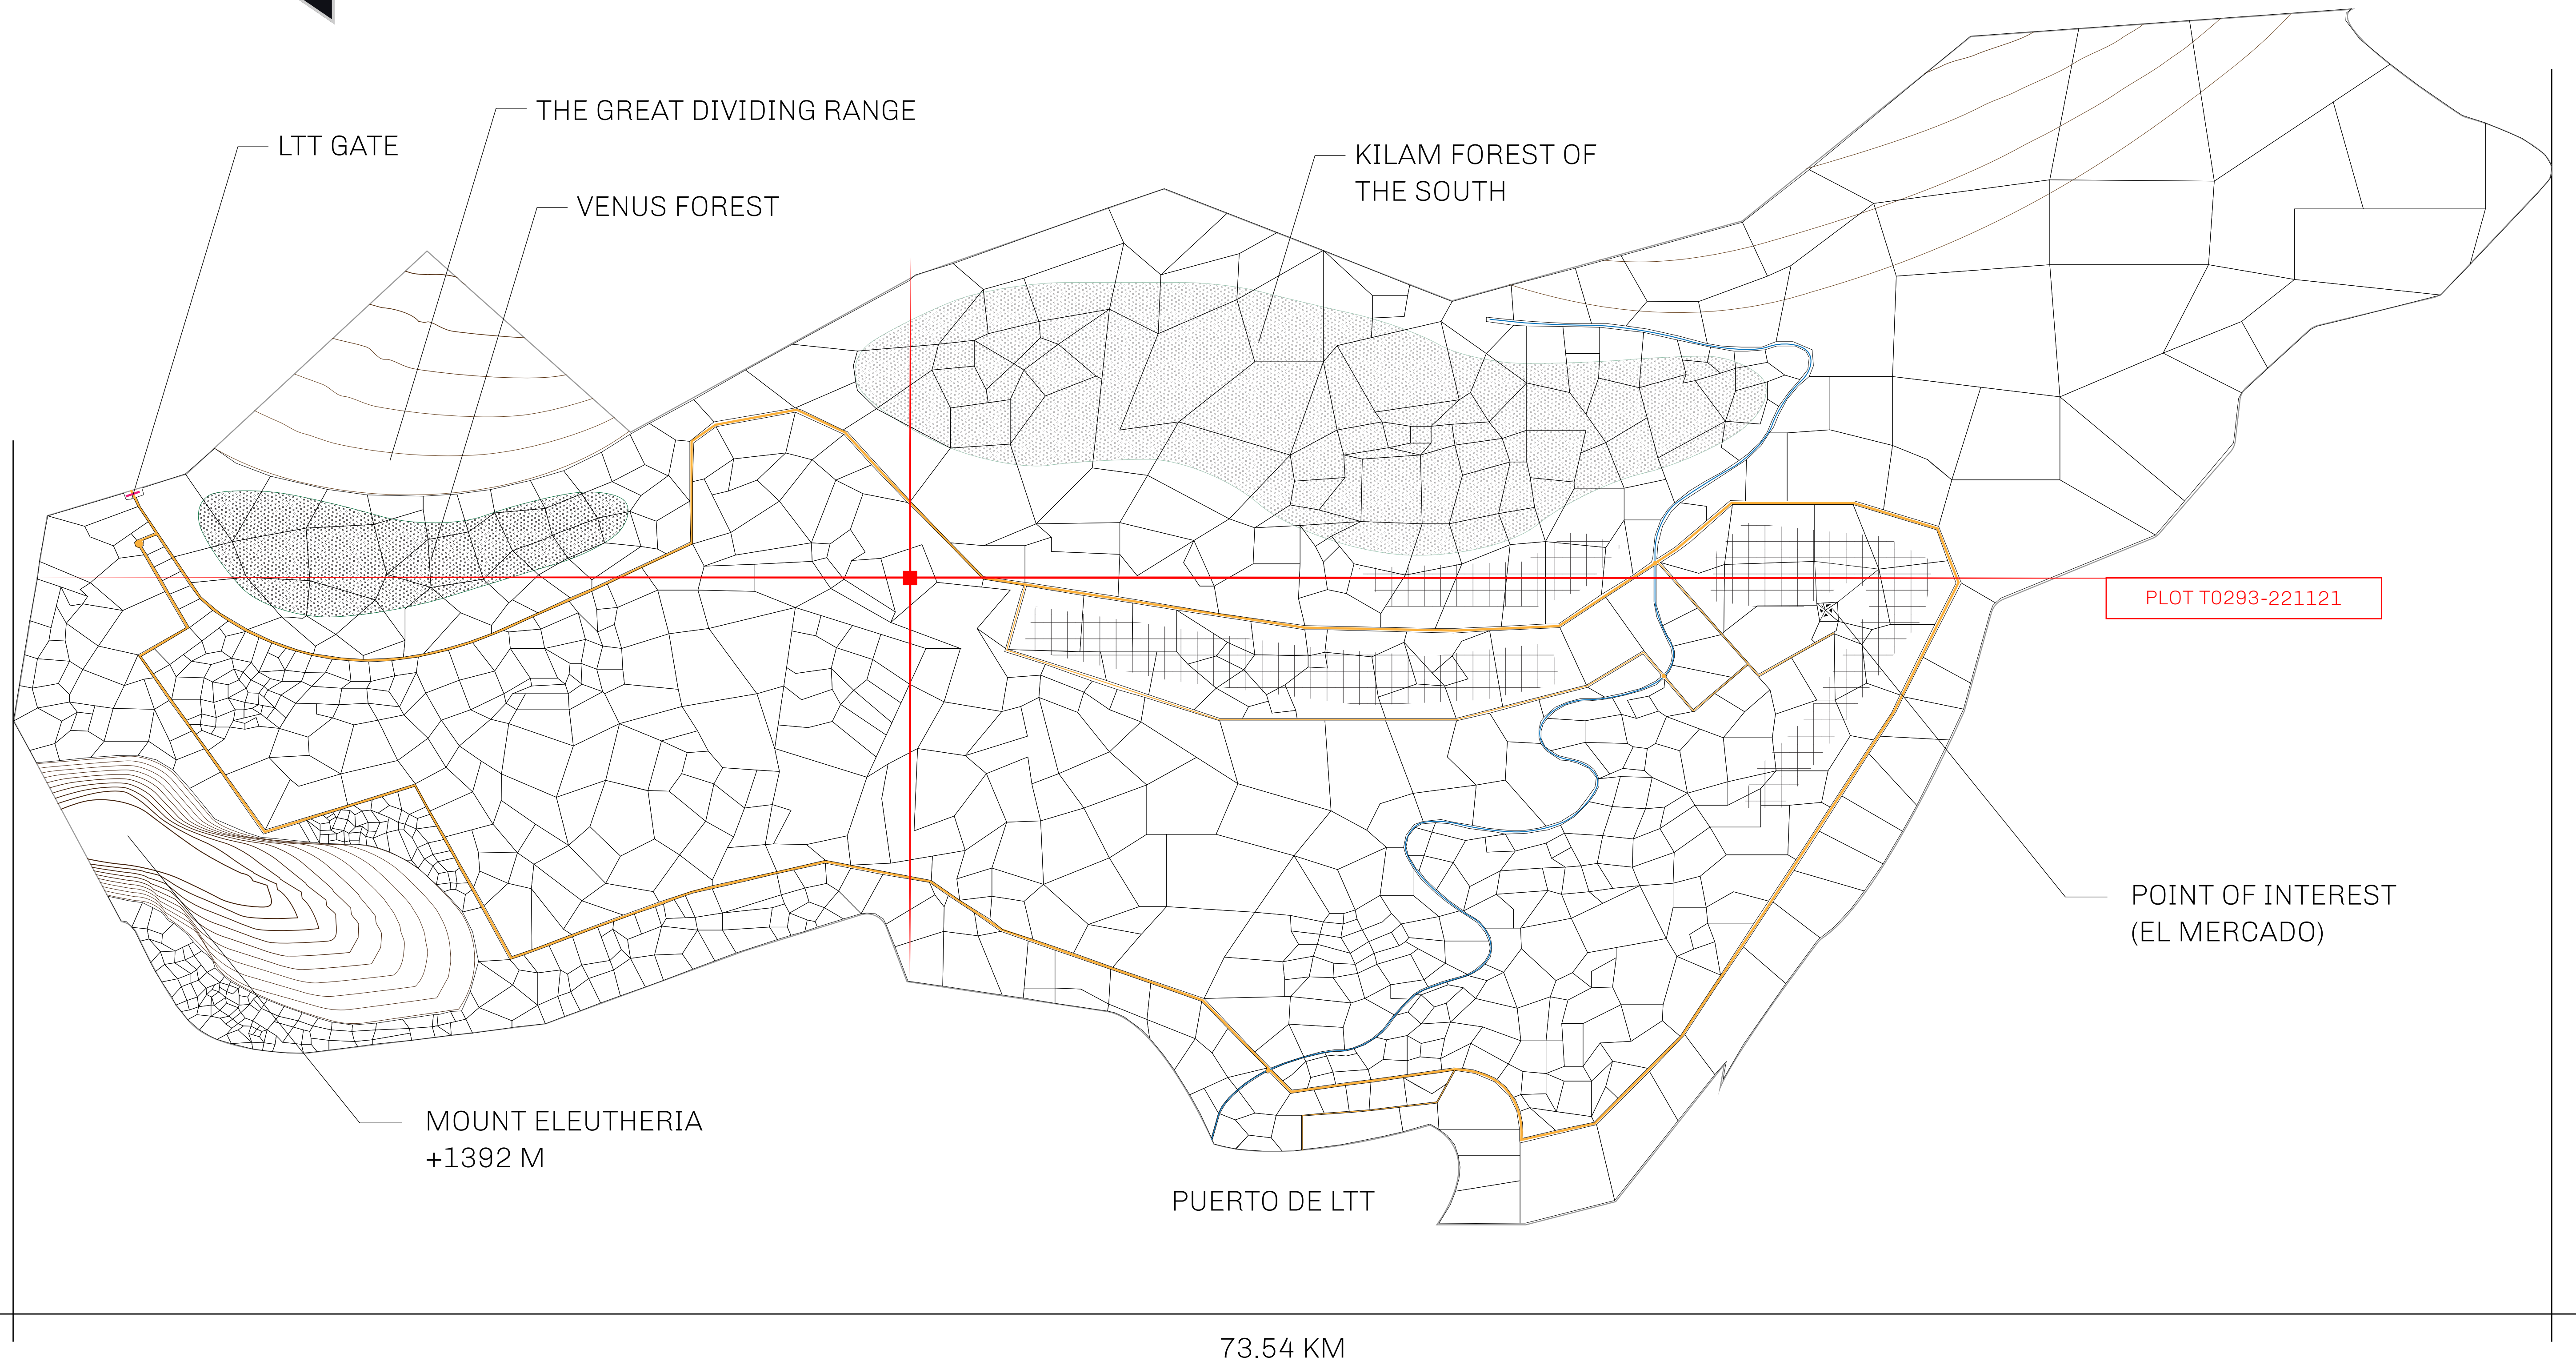 THE GREAT DIVIDING RANGE
LTT GATE
KILAM FOREST OF
THE SOUTH
VENUS FOREST
PLOT T0293-221121
POINT OF INTEREST
(EL MERCADO)
MOUNT ELEUTHERIA
+1392 M
PUERTO DE LTT
73.54 KM